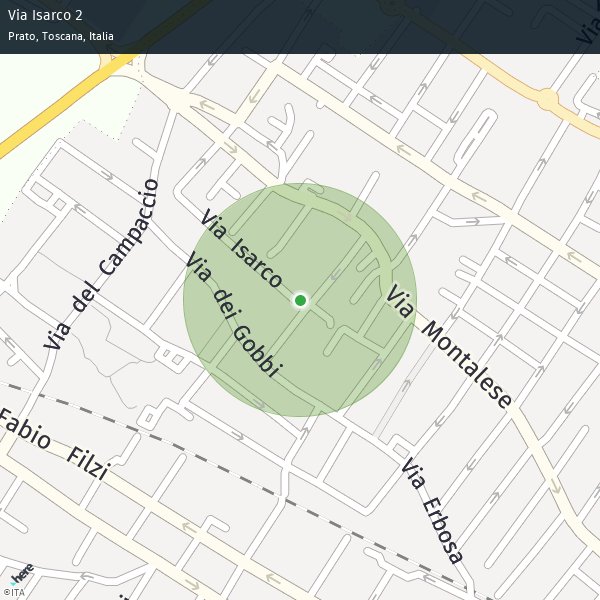 Via Isarco 2
Prato, Toscana, Italia
Via del Campaccio
Via Isarco
Via dei Gobbi
Via Montalese
Fabio Filzi
Via Erbosa
here
©ITA